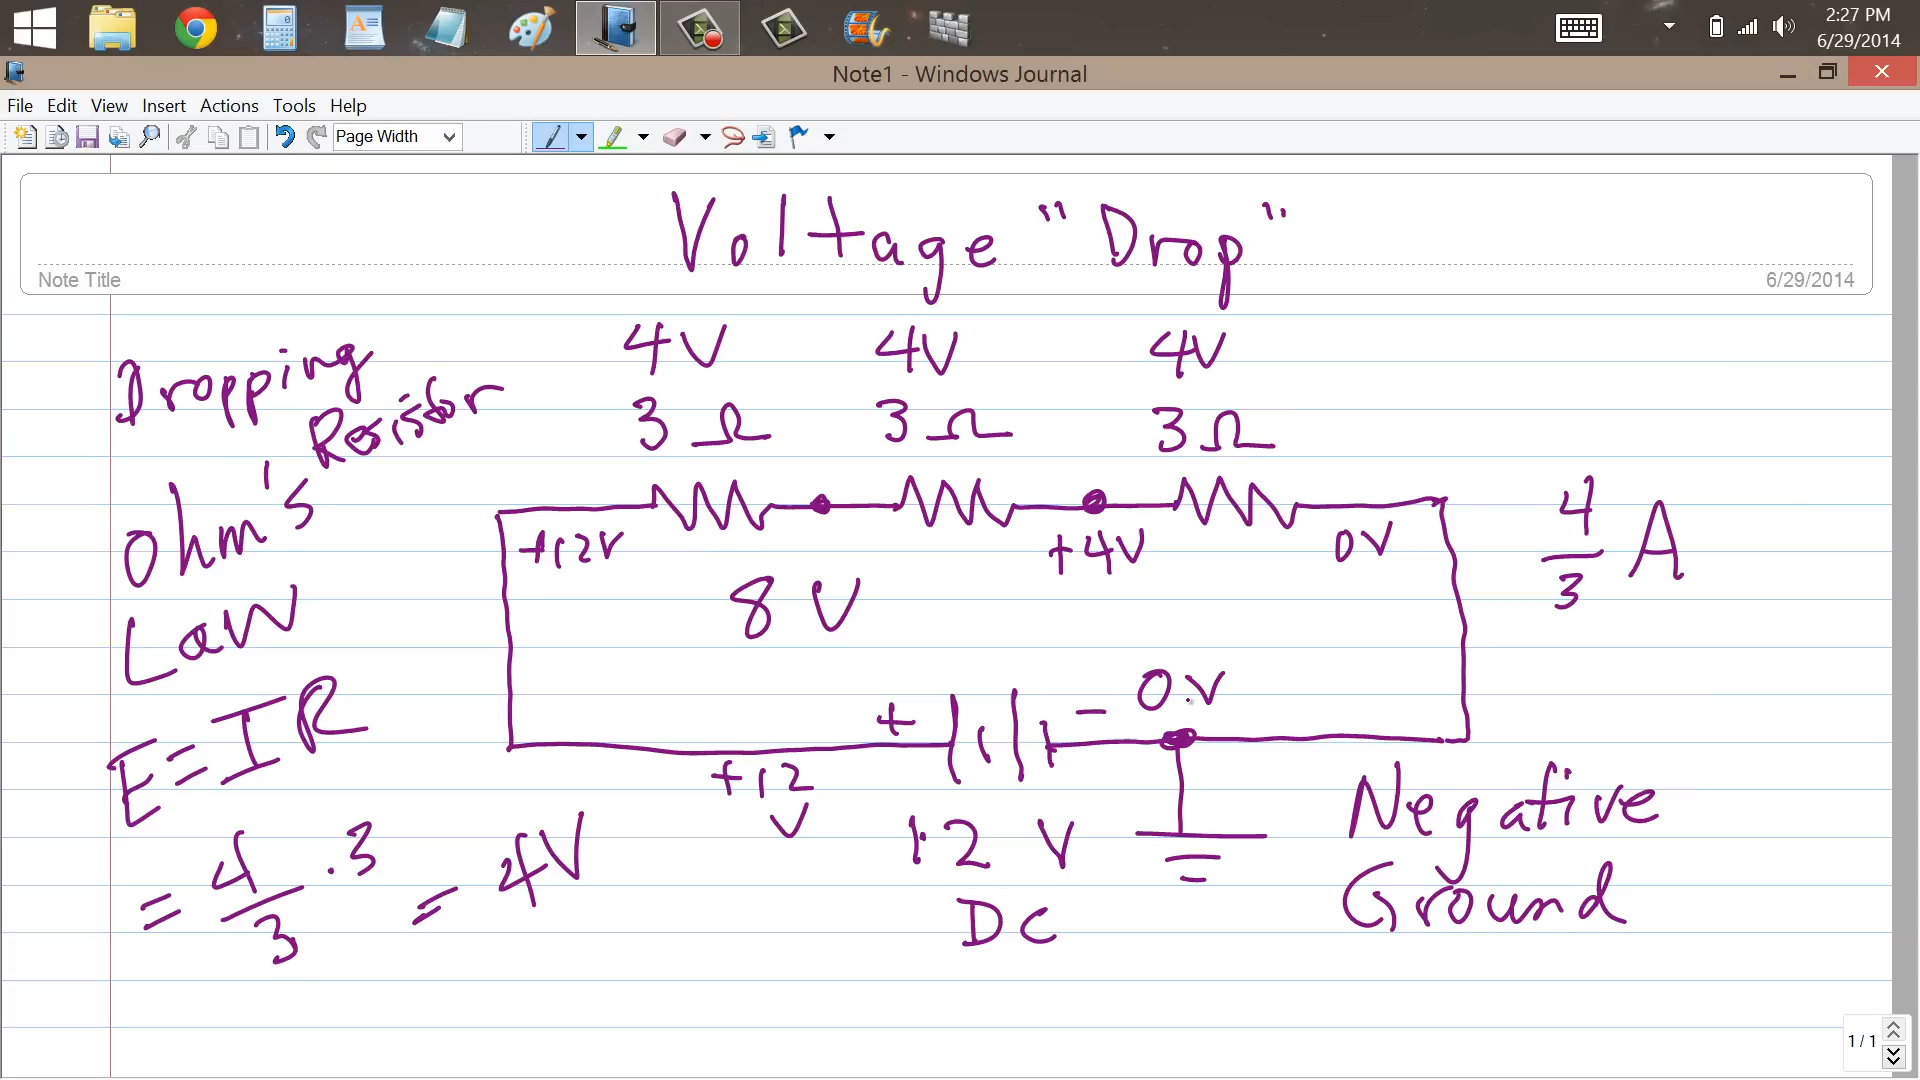 2:27 PM
6/29/2014
Note1 - Windows Journal
File Edit View Insert Actions Tools Help
Page Width
Voltage "Drop"
Note Title
6/29/2014
4V 4V 4V
Dropping
Resistor
3 Ω 3 Ω 3 Ω
Ohm's
Law
+12V +4V 0V
4/3 A
8 V
E=IR
+ - 0V
+12
V
12 V
DC
Negative
Ground
= 4/3 . 3 = 4V
1 / 1